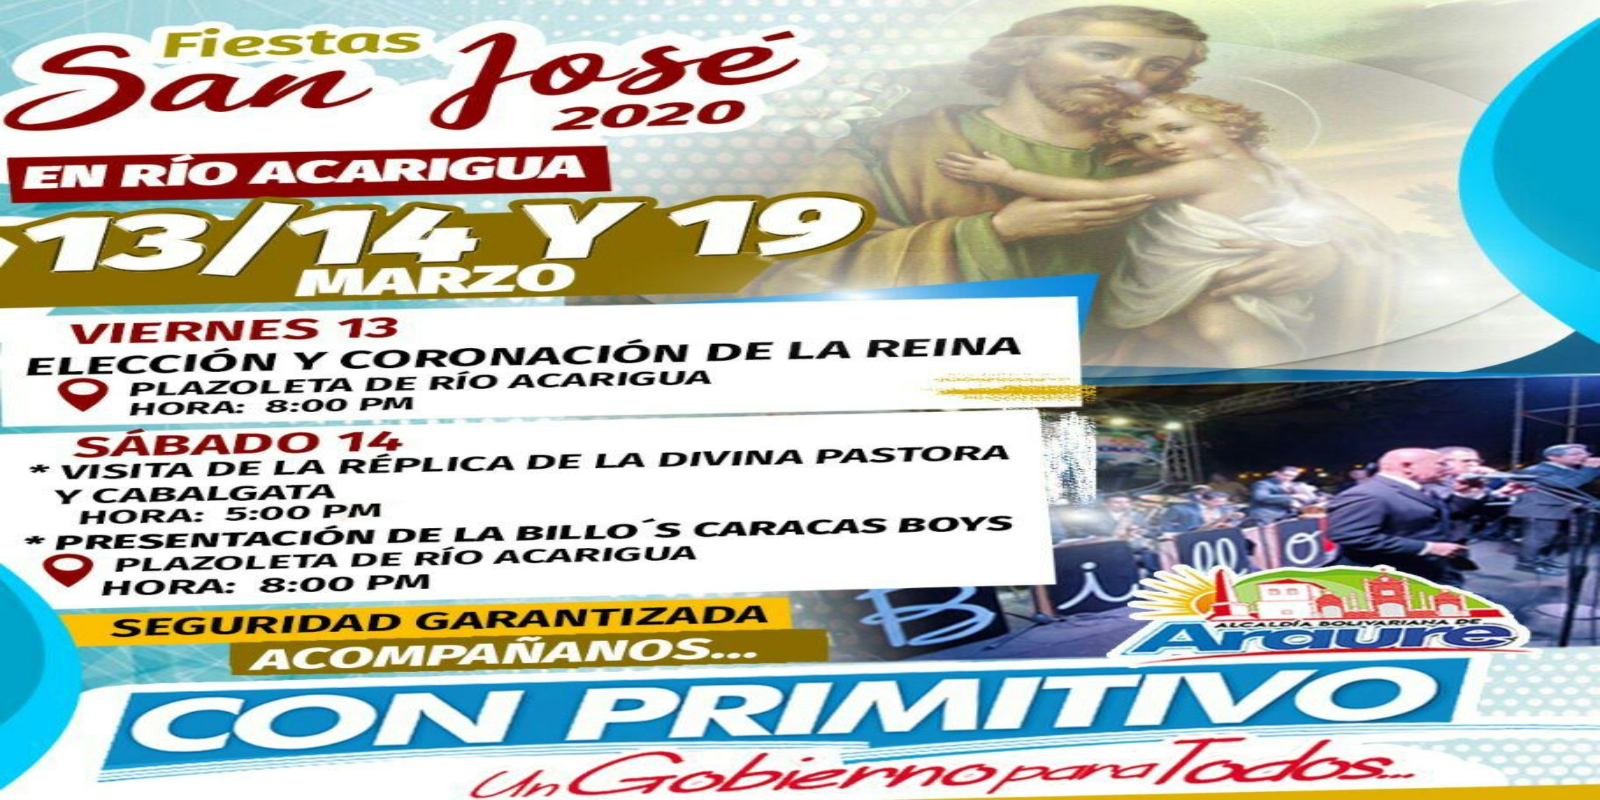 Fiestas
San José
2020
EN RÍO ACARIGUA
13/14 Y 19
MARZO
VIERNES 13
ELECCIÓN Y CORONACIÓN DE LA REINA
PLAZOLETA DE RÍO ACARIGUA
HORA: 8:00 PM
SÁBADO 14
* VISITA DE LA RÉPLICA DE LA DIVINA PASTORA
Y CABALGATA
HORA: 5:00 PM
* PRESENTACIÓN DE LA BILLO´S CARACAS BOYS
PLAZOLETA DE RÍO ACARIGUA
HORA: 8:00 PM
Billo
SEGURIDAD GARANTIZADA
ACOMPAÑANOS...
ALCALDÍA BOLIVARIANA DE
Araure
CON PRIMITIVO
Un Gobierno para Todos...